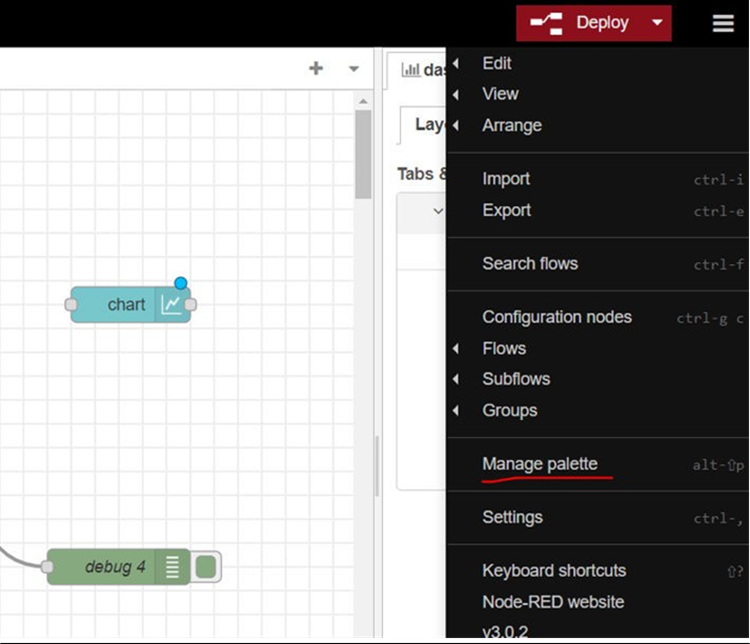 Deploy
das
Lay
Tabs &
chart
debug 4
Edit
View
Arrange
Import ctrl-i
Export ctrl-e
Search flows ctrl-f
Configuration nodes ctrl-g c
Flows
Subflows
Groups
Manage palette alt-⇧p
Settings ctrl-,
Keyboard shortcuts ⇧?
Node-RED website
v3.0.2